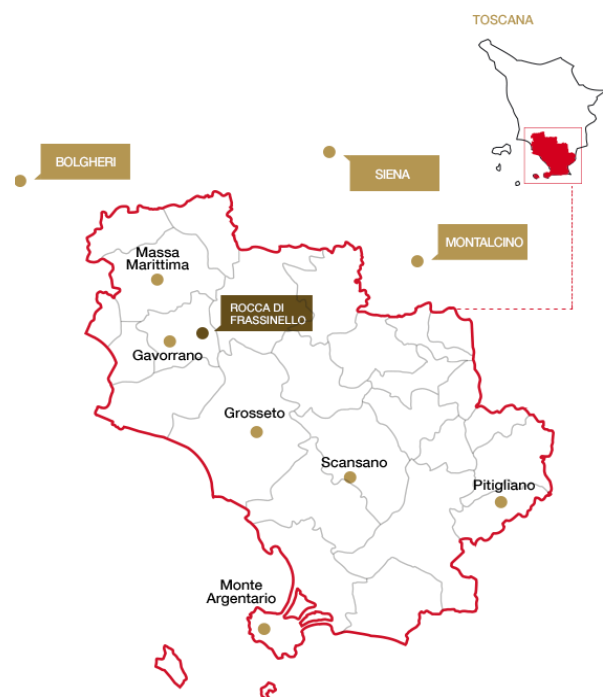 TOSCANA
BOLGHERI
SIENA
MONTALCINO
Massa
Marittima
ROCCA DI
FRASSINELLO
Gavorrano
Grosseto
Scansano
Pitigliano
Monte
Argentario